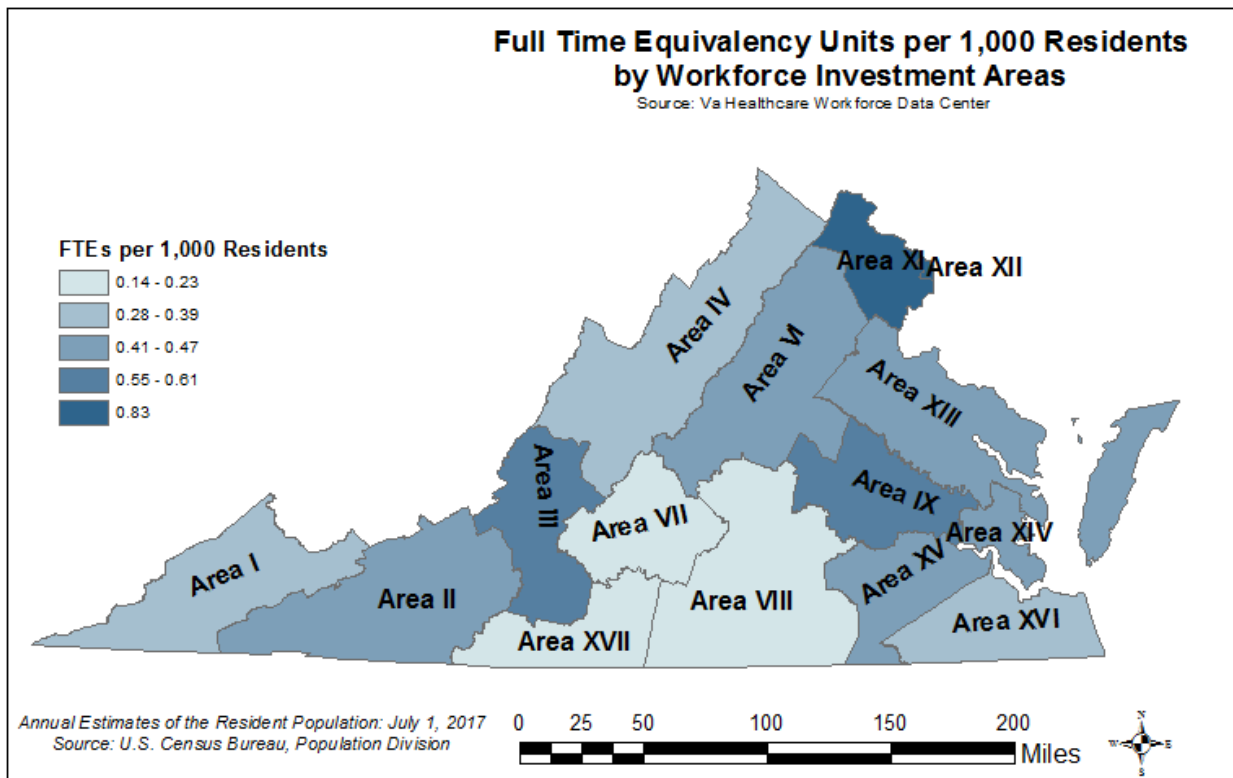 Full Time Equivalency Units per 1,000 Residents
by Workforce Investment Areas
Source: Va Healthcare Workforce Data Center
FTEs per 1,000 Residents
0.14 - 0.23
0.28 - 0.39
0.41 - 0.47
0.55 - 0.61
0.83
Area XI
Area XII
Area IV
Area VI
Area XIII
Area III
Area IX
Area VII
Area XIV
Area XV
Area I
Area II
Area VIII
Area XVI
Area XVII
Annual Estimates of the Resident Population: July 1, 2017
Source: U.S. Census Bureau, Population Division
0 25 50 100 150 200
Miles
N
W E
S